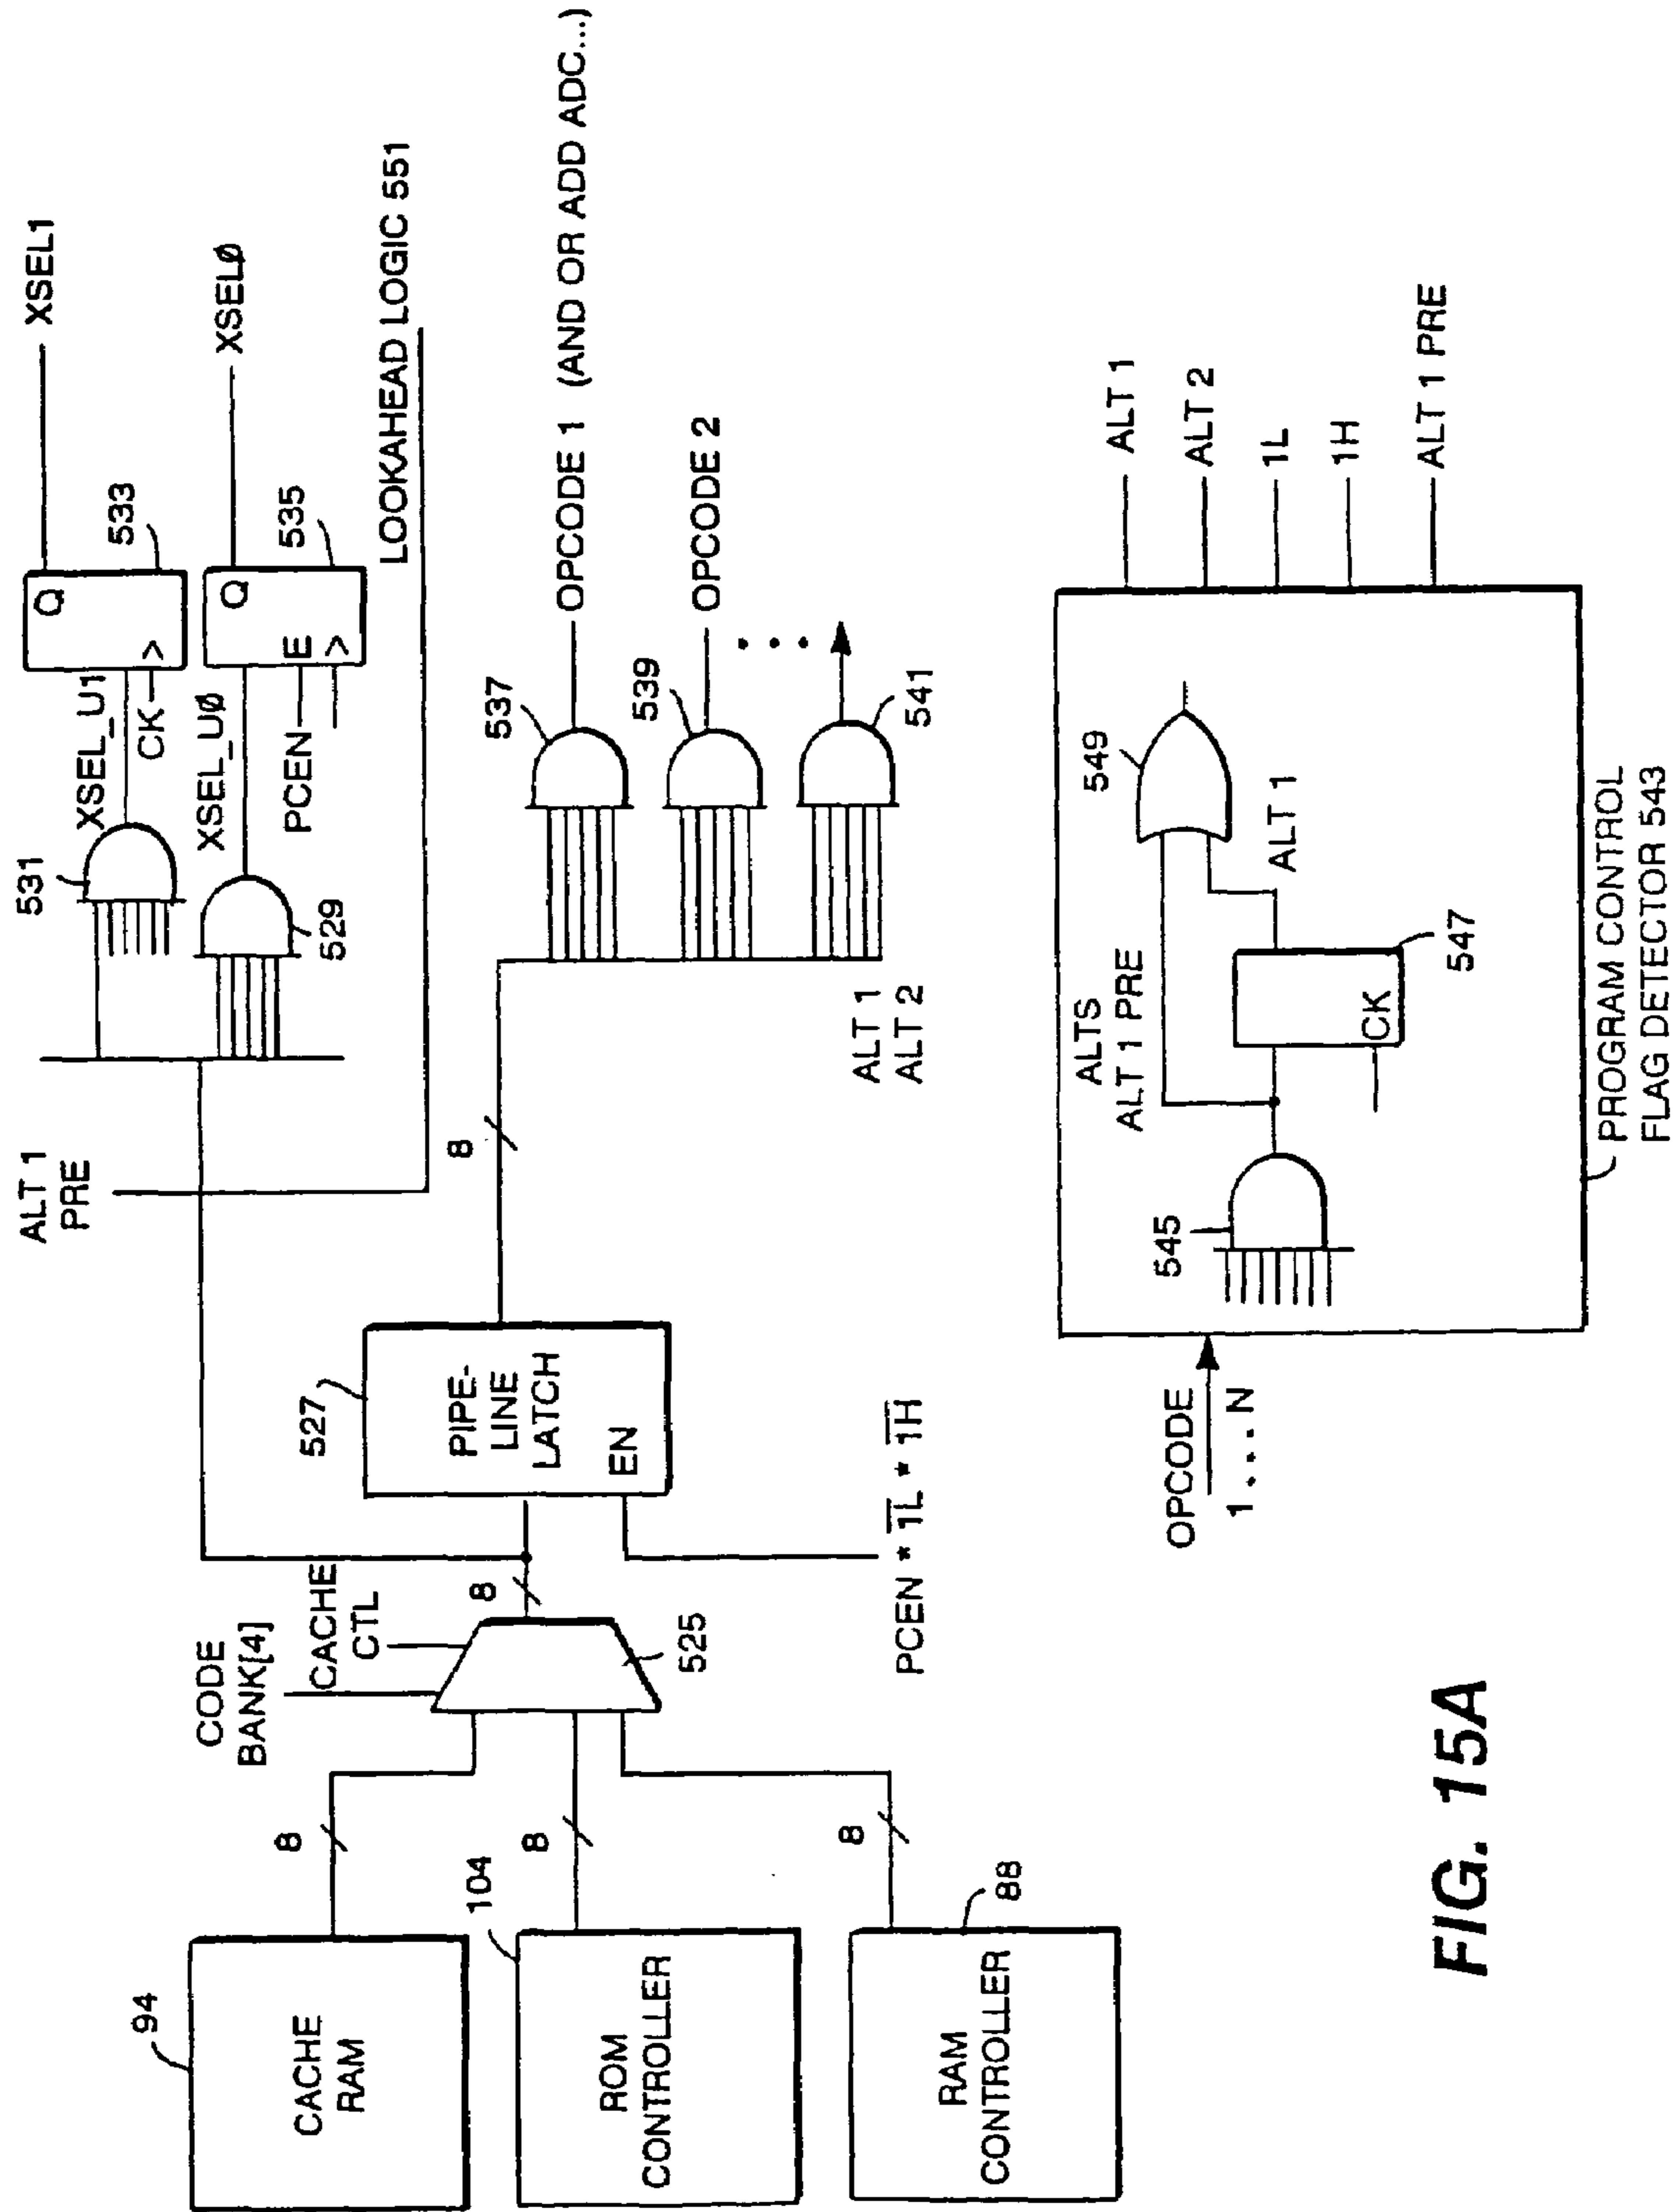 94
CACHE
RAM
104
ROM
CONTROLLER
88
RAM
CONTROLLER
8
8
8
CODE
BANK[4]
CACHE
CTL
525
8
527
PIPE-
LINE
LATCH
EN
PCEN * 1̅L̅ * 1̅H̅
8
ALT 1
PRE
531
529
XSEL_U1
CK
XSEL_UØ
PCEN
Q
>
533
Q
E
>
535
XSEL1
XSELØ
LOOKAHEAD LOGIC 551
537
539
541
OPCODE 1 (AND OR ADD ADC...)
OPCODE 2
ALT 1
ALT 2
OPCODE
1...N
545
ALTS
ALT 1 PRE
CK
547
ALT 1
549
ALT 1
ALT 2
1L
1H
ALT 1 PRE
PROGRAM CONTROL
FLAG DETECTOR 543
FIG. 15A